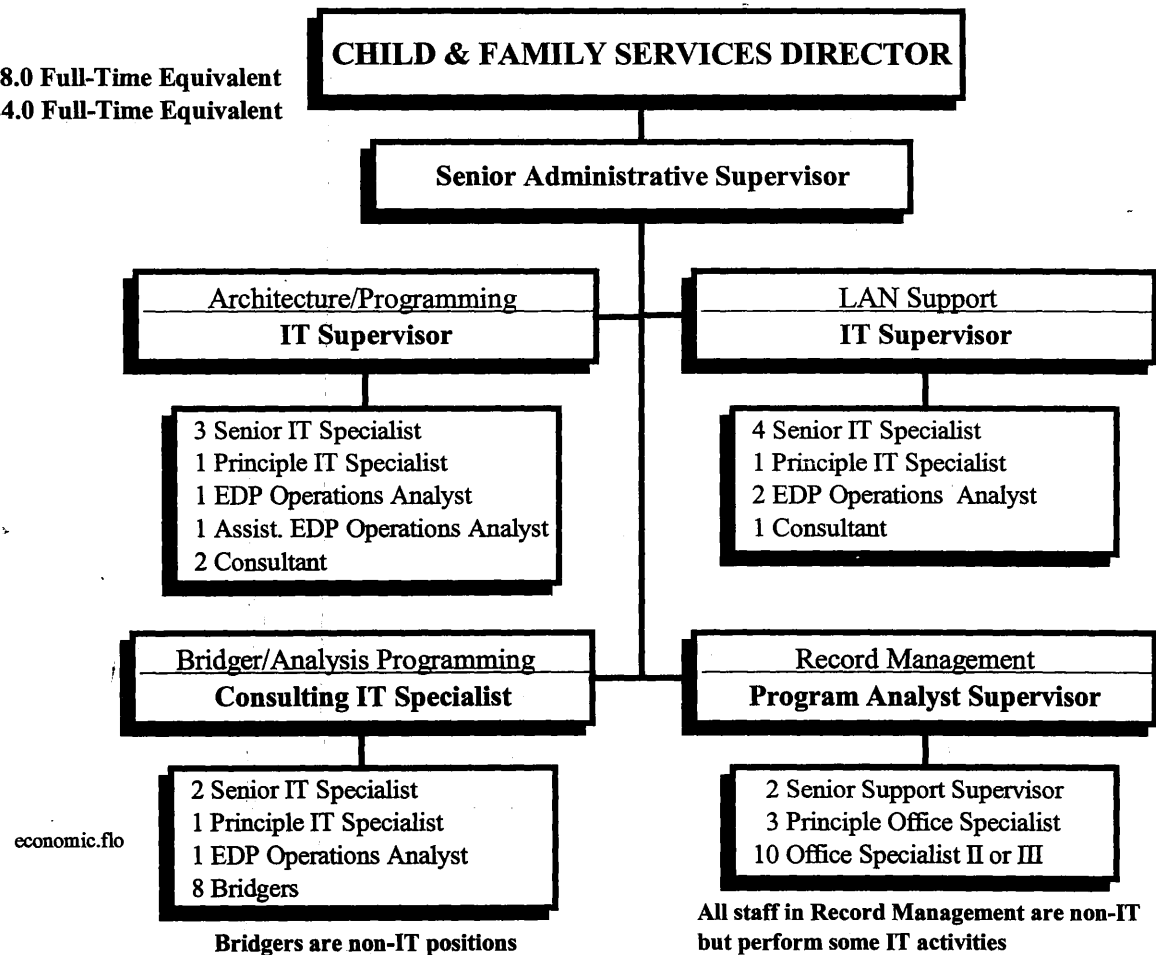 CHILD & FAMILY SERVICES DIRECTOR
8.0 Full-Time Equivalent
4.0 Full-Time Equivalent
Senior Administrative Supervisor
Architecture/Programming
IT Supervisor
3 Senior IT Specialist
1 Principle IT Specialist
1 EDP Operations Analyst
1 Assist. EDP Operations Analyst
2 Consultant
LAN Support
IT Supervisor
4 Senior IT Specialist
1 Principle IT Specialist
2 EDP Operations Analyst
1 Consultant
Bridger/Analysis Programming
Consulting IT Specialist
2 Senior IT Specialist
1 Principle IT Specialist
1 EDP Operations Analyst
8 Bridgers
Bridgers are non-IT positions
Record Management
Program Analyst Supervisor
2 Senior Support Supervisor
3 Principle Office Specialist
10 Office Specialist II or III
All staff in Record Management are non-IT
but perform some IT activities
economic.flo